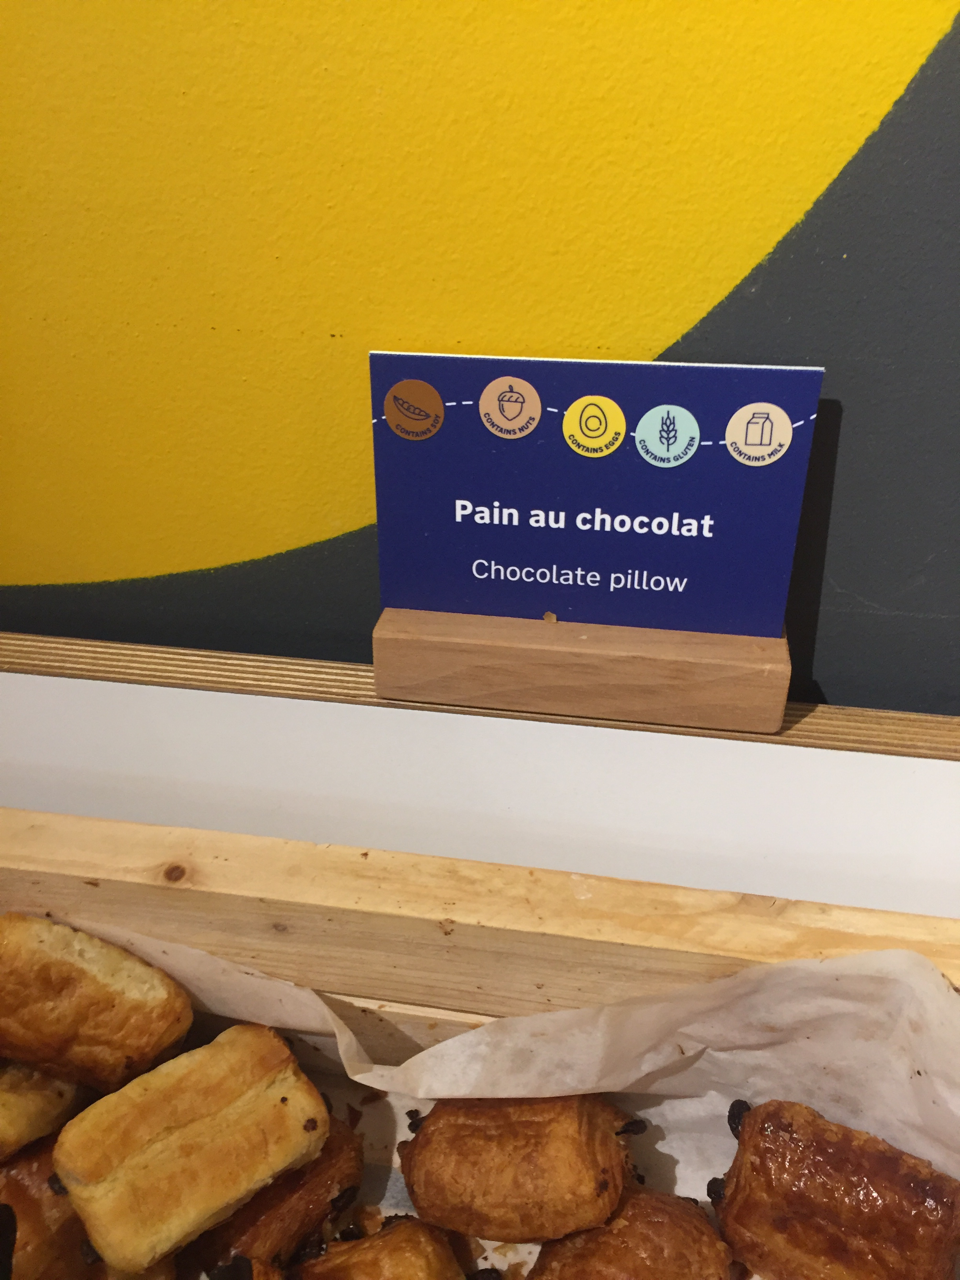 CONTAINS SOY
CONTAINS NUTS
CONTAINS EGGS
CONTAINS GLUTEN
CONTAINS MILK
Pain au chocolat
Chocolate pillow